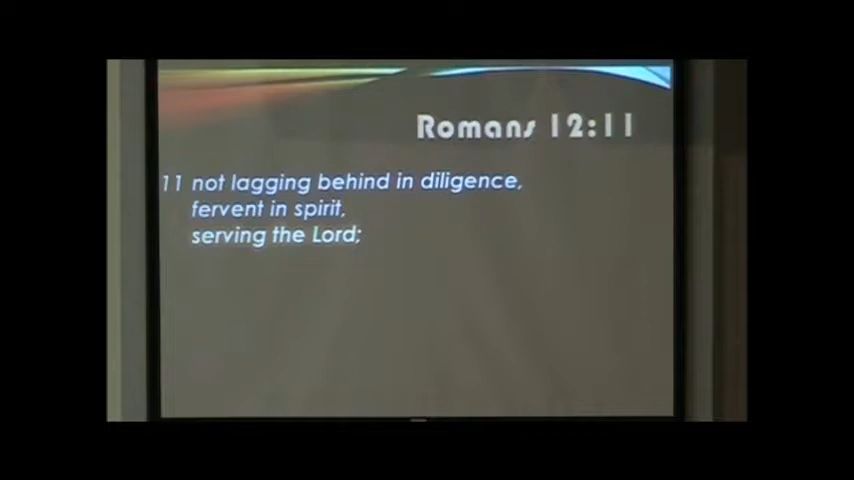 Romans 12:11
11 not lagging behind in diligence,
fervent in spirit,
serving the Lord;